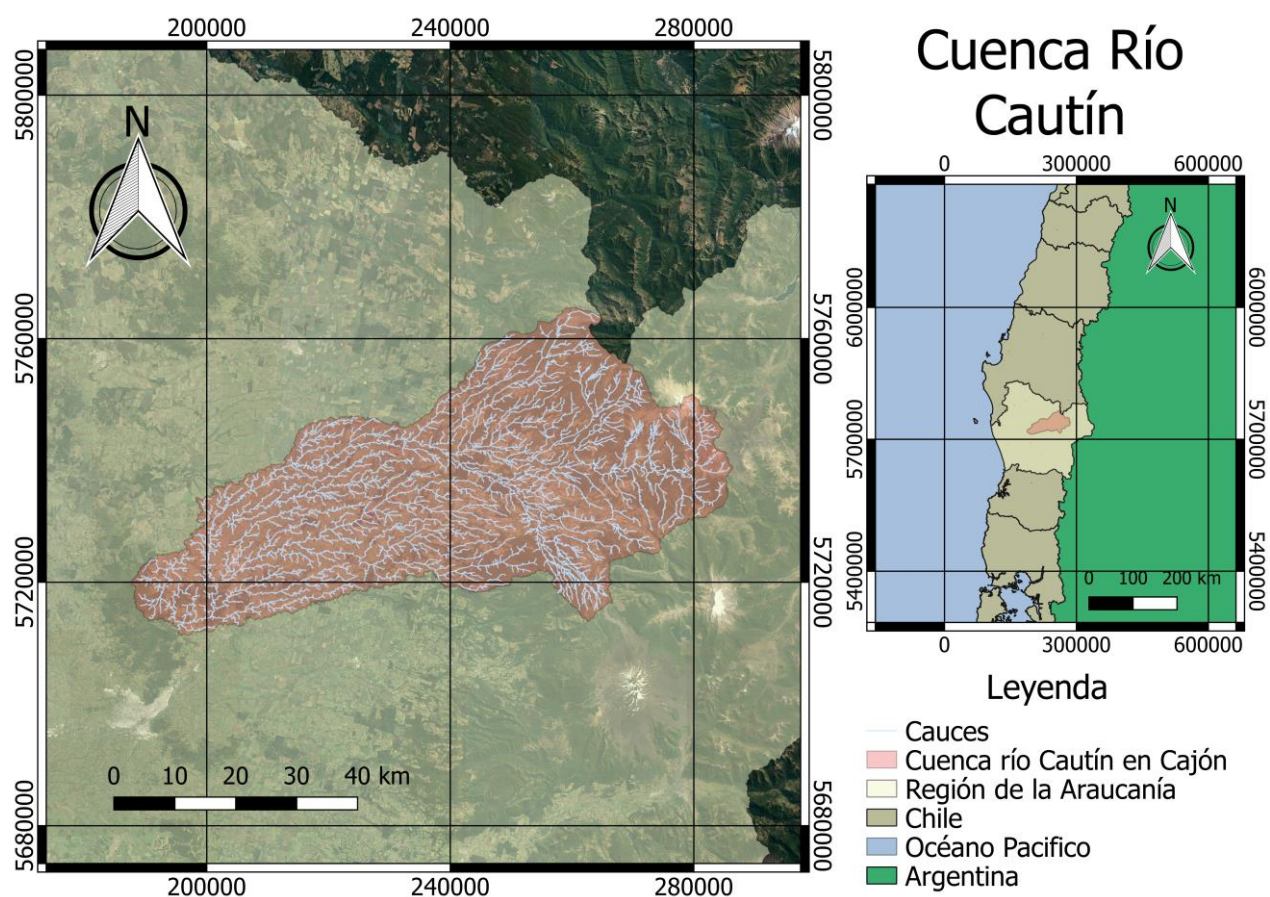 200000 240000 280000
5800000
5760000
5720000
5680000
N
0 10 20 30 40 km
5800000
5760000
5720000
5680000
200000 240000 280000
Cuenca Río
Cautín
0 300000 600000
6000000
5700000
5400000
N
0 100 200 km
6000000
5700000
5400000
0 300000 600000
Leyenda
Cauces
Cuenca río Cautín en Cajón
Región de la Araucanía
Chile
Océano Pacifico
Argentina